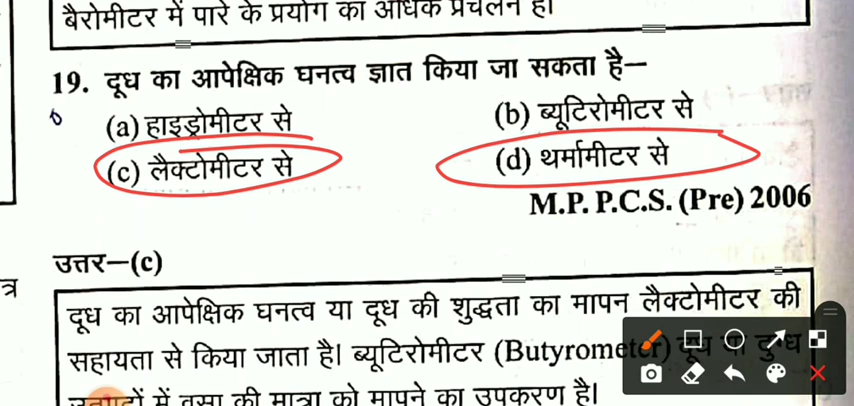 बैरोमीटर में पारे के प्रयोग का अधिक प्रचलन है।
19. दूध का आपेक्षिक घनत्व ज्ञात किया जा सकता है—
(a) हाइड्रोमीटर से (b) ब्यूटिरोमीटर से
(c) लैक्टोमीटर से (d) थर्मामीटर से
M.P. P.C.S. (Pre) 2006
उत्तर—(c)
दूध का आपेक्षिक घनत्व या दूध की शुद्धता का मापन लैक्टोमीटर की
सहायता से किया जाता है। ब्यूटिरोमीटर (Butyrometer) दूध या दुग्ध
में वसा की मात्रा को मापने का उपकरण है।